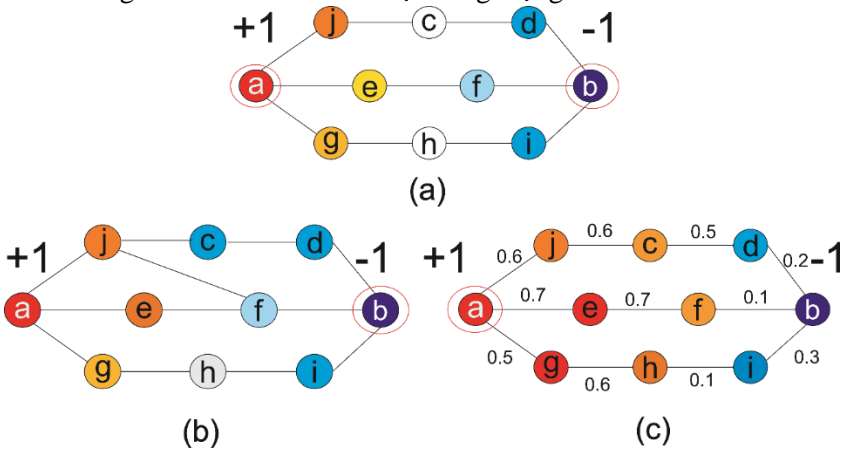 +1 j c d -1
a e f b
g h i
(a)
+1 j c d -1
a e f b
g h i
(b)
+1 j 0.6 c 0.5 d 0.2 -1
0.6
a 0.7 e 0.7 f 0.1 b
0.5 g 0.6 h 0.1 i 0.3
(c)